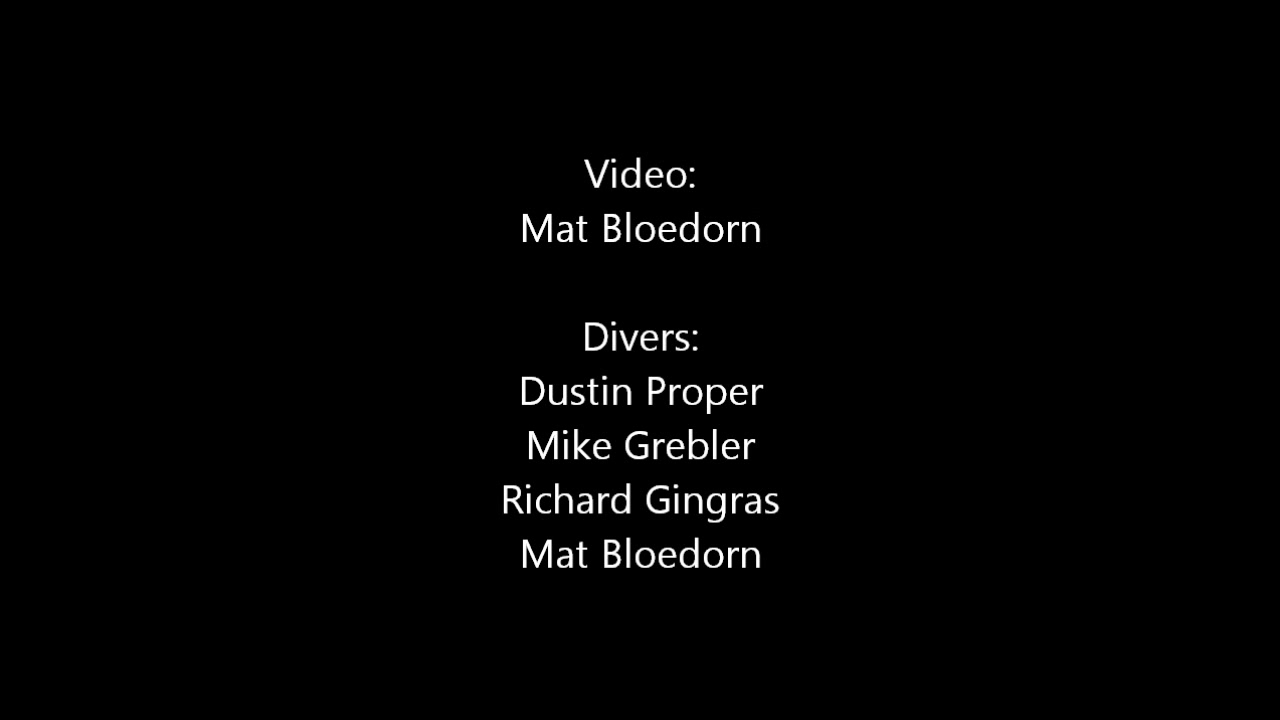 Video:
Mat Bloedorn
Divers:
Dustin Proper
Mike Grebler
Richard Gingras
Mat Bloedorn